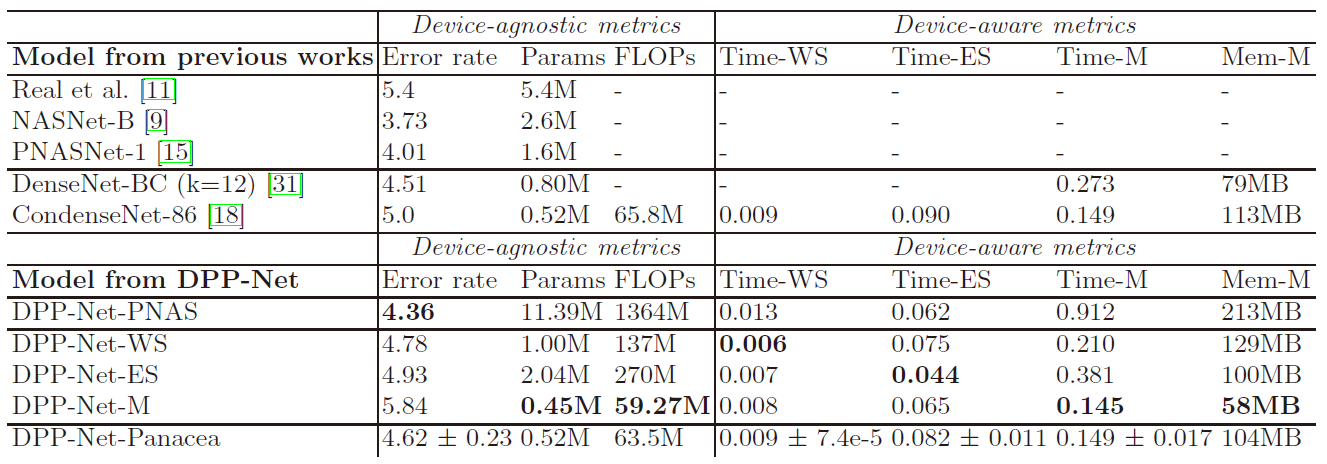 Device-agnostic metrics Device-aware metrics
Model from previous works Error rate Params FLOPs Time-WS Time-ES Time-M Mem-M
Real et al. [11] 5.4 5.4M - - - - -
NASNet-B [9] 3.73 2.6M - - - - -
PNASNet-1 [15] 4.01 1.6M - - - - -
DenseNet-BC (k=12) [31] 4.51 0.80M - - - 0.273 79MB
CondenseNet-86 [18] 5.0 0.52M 65.8M 0.009 0.090 0.149 113MB
Device-agnostic metrics Device-aware metrics
Model from DPP-Net Error rate Params FLOPs Time-WS Time-ES Time-M Mem-M
DPP-Net-PNAS 4.36 11.39M 1364M 0.013 0.062 0.912 213MB
DPP-Net-WS 4.78 1.00M 137M 0.006 0.075 0.210 129MB
DPP-Net-ES 4.93 2.04M 270M 0.007 0.044 0.381 100MB
DPP-Net-M 5.84 0.45M 59.27M 0.008 0.065 0.145 58MB
DPP-Net-Panacea 4.62 ± 0.23 0.52M 63.5M 0.009 ± 7.4e-5 0.082 ± 0.011 0.149 ± 0.017 104MB